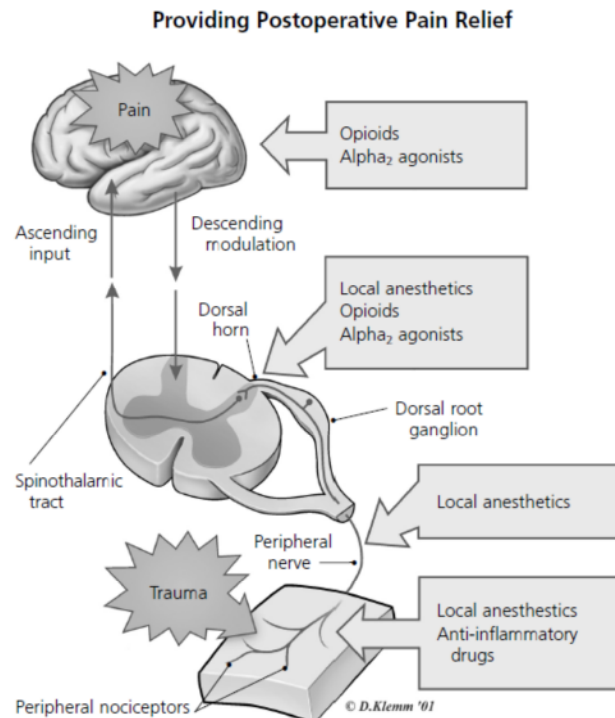 Providing Postoperative Pain Relief
Pain
Opioids
Alpha₂ agonists
Ascending
input
Descending
modulation
Local anesthetics
Opioids
Alpha₂ agonists
Dorsal
horn
Dorsal root
ganglion
Spinothalamic
tract
Local anesthetics
Peripheral
nerve
Trauma
Local anesthestics
Anti-inflammatory
drugs
Peripheral nociceptors
© D.Klemm '01